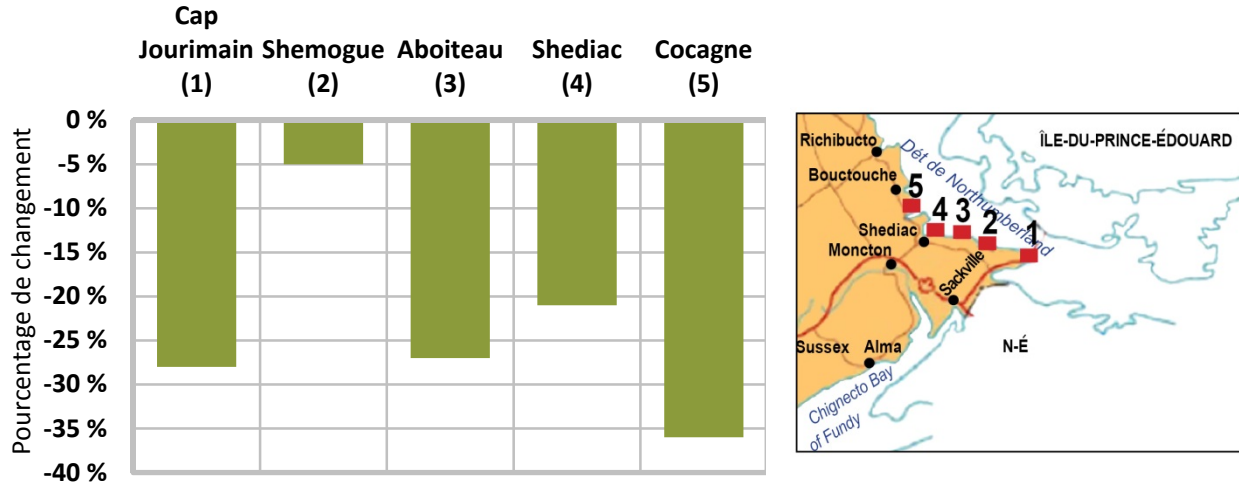 Cap
Jourimain
(1)
Shemogue
(2)
Aboiteau
(3)
Shediac
(4)
Cocagne
(5)
Pourcentage de changement
0 %
-5 %
-10 %
-15 %
-20 %
-25 %
-30 %
-35 %
-40 %
Richibucto
Bouctouche
Dét de Northumberland
ÎLE-DU-PRINCE-ÉDOUARD
5
4
3
2
1
Shediac
Moncton
Sackville
Sussex
Alma
N-É
Chignecto Bay
of Fundy